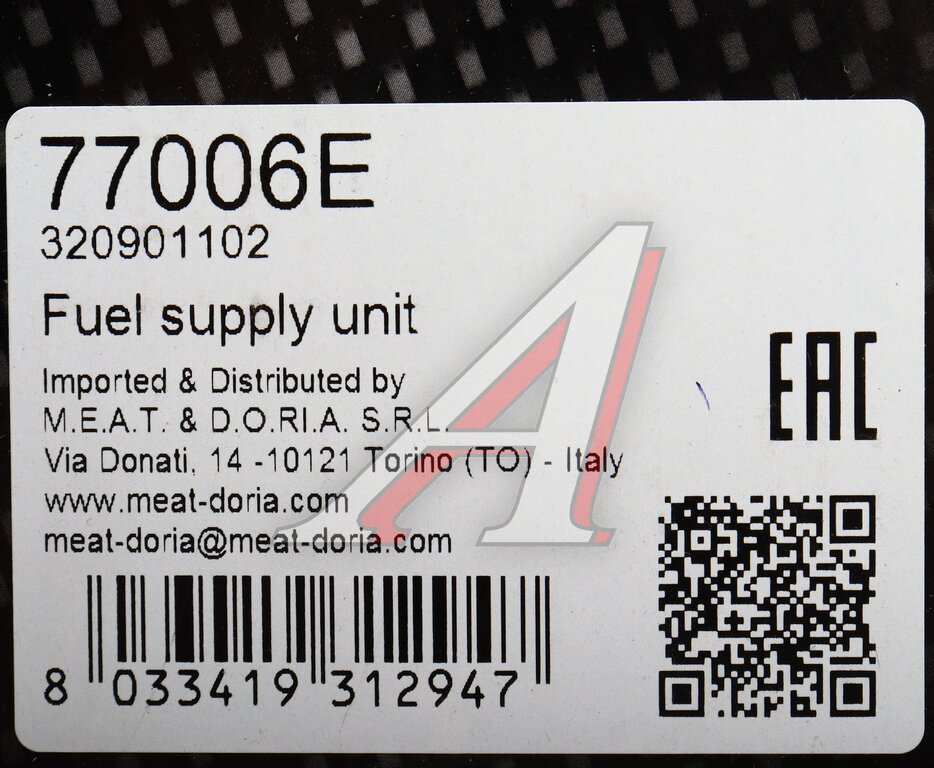 77006E
320901102
Fuel supply unit
Imported & Distributed by
M.E.A.T. & D.O.RI.A. S.R.L.
Via Donati, 14 -10121 Torino (TO) - Italy
www.meat-doria.com
meat-doria@meat-doria.com
EAC
8 033419 312947
A